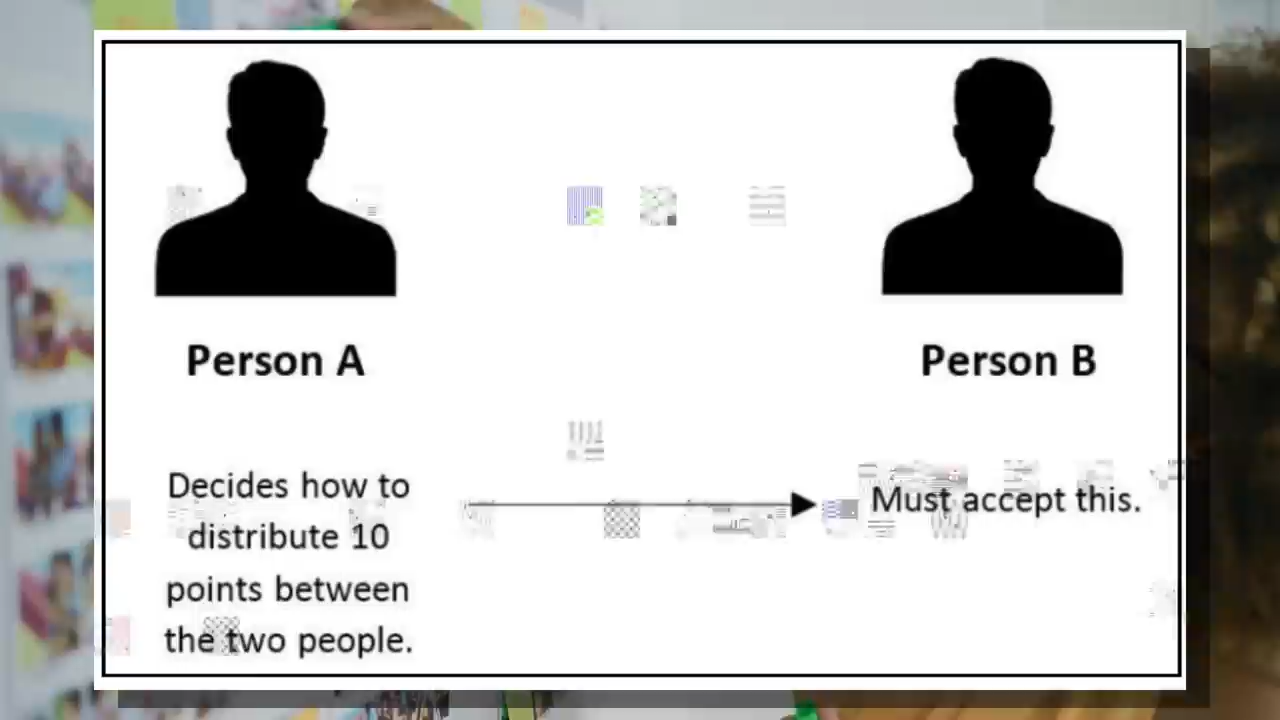 Person A
Person B
Decides how to
distribute 10
points between
the two people.
Must accept this.